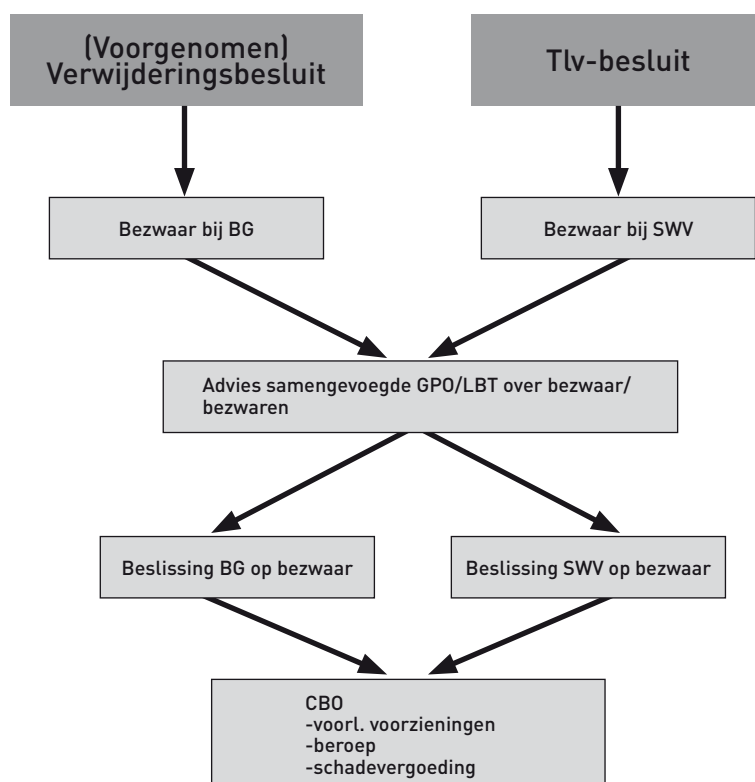 (Voorgenomen)
Verwijderingsbesluit
Tlv-besluit
Bezwaar bij BG
Bezwaar bij SWV
Advies samengevoegde GPO/LBT over bezwaar/
bezwaren
Beslissing BG op bezwaar
Beslissing SWV op bezwaar
CBO
-voorl. voorzieningen
-beroep
-schadevergoeding